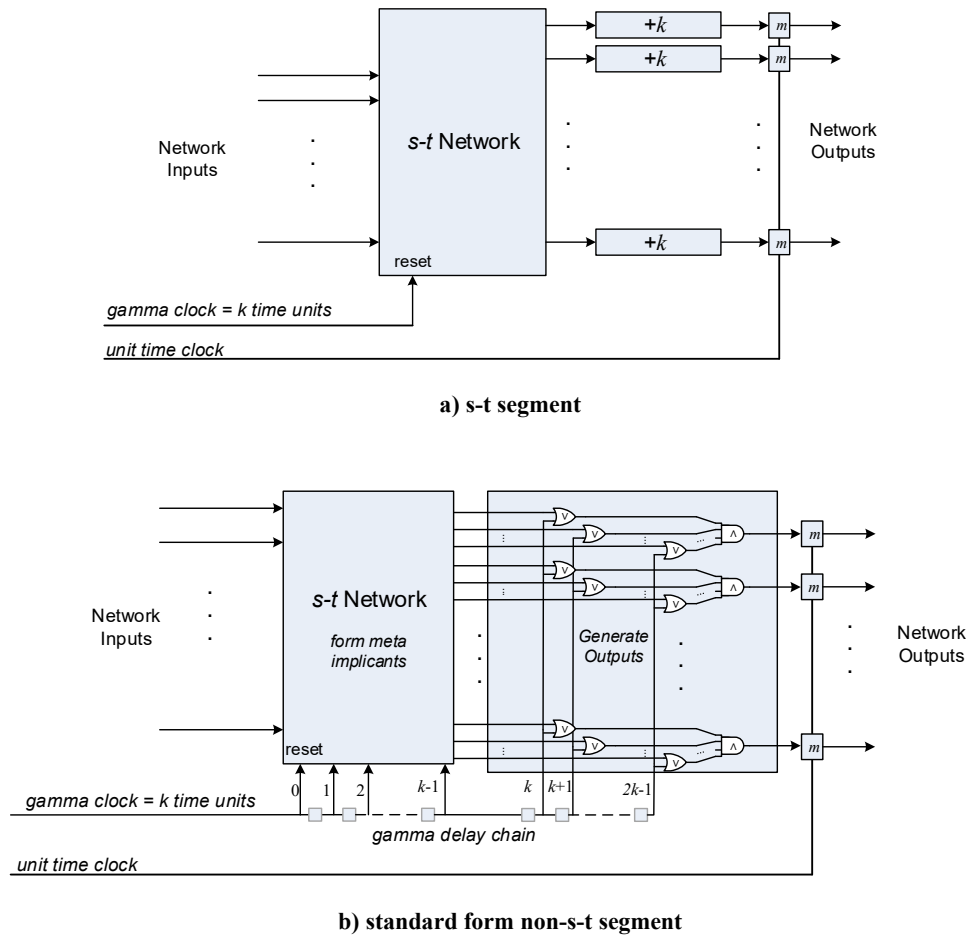 +k
m
+k
m
Network
Inputs
s-t Network
Network
Outputs
+k
m
reset
gamma clock = k time units
unit time clock
a) s-t segment
∨
∨
∧
m
∨
∨
∨
∧
m
∨
Network
Inputs
s-t Network
form meta
implicants
Generate
Outputs
Network
Outputs
∨
∨
∧
m
∨
reset
gamma clock = k time units
0
1
2
k-1
k
k+1
2k-1
gamma delay chain
unit time clock
b) standard form non-s-t segment